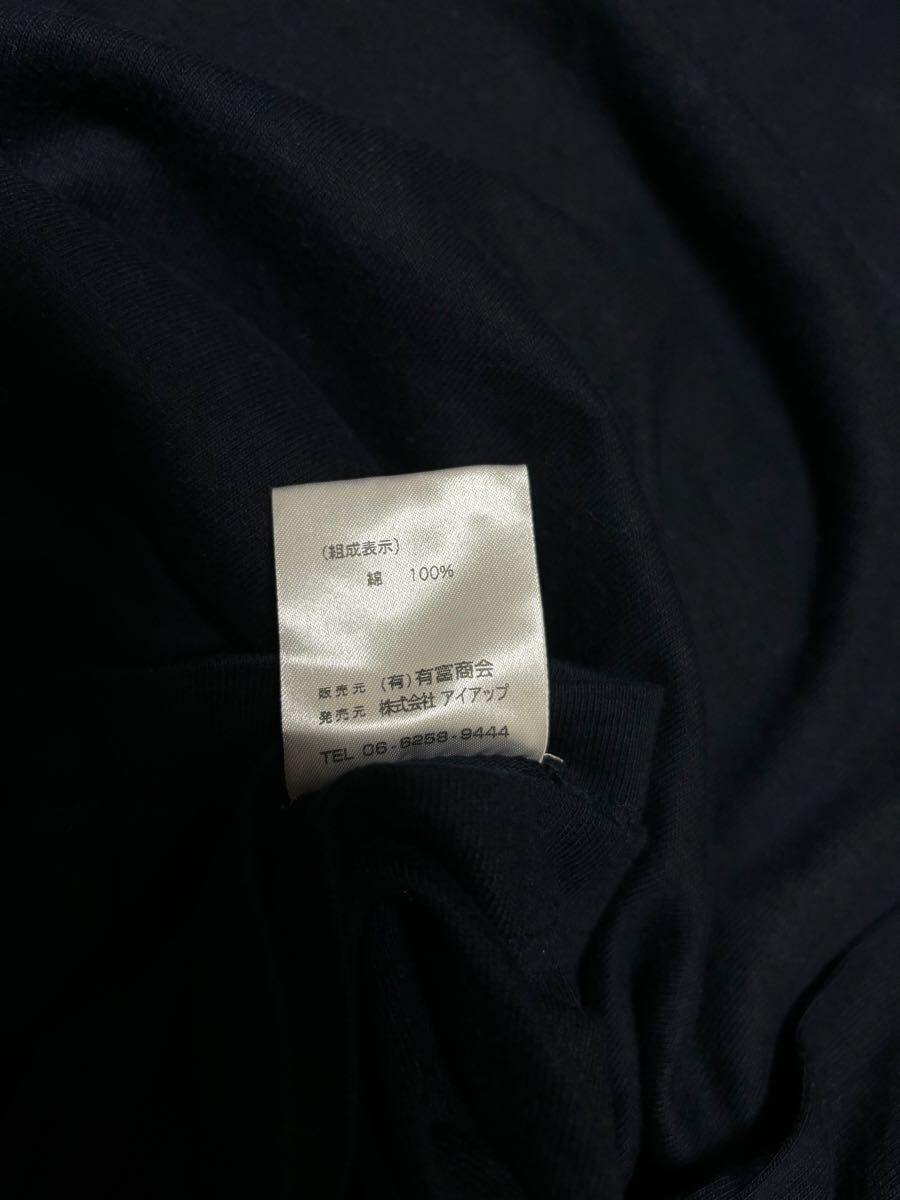 (組成表示)
綿 100%
販売元 (有)有富商会
発売元 株式会社 アイアップ
TEL 06-6258-9444